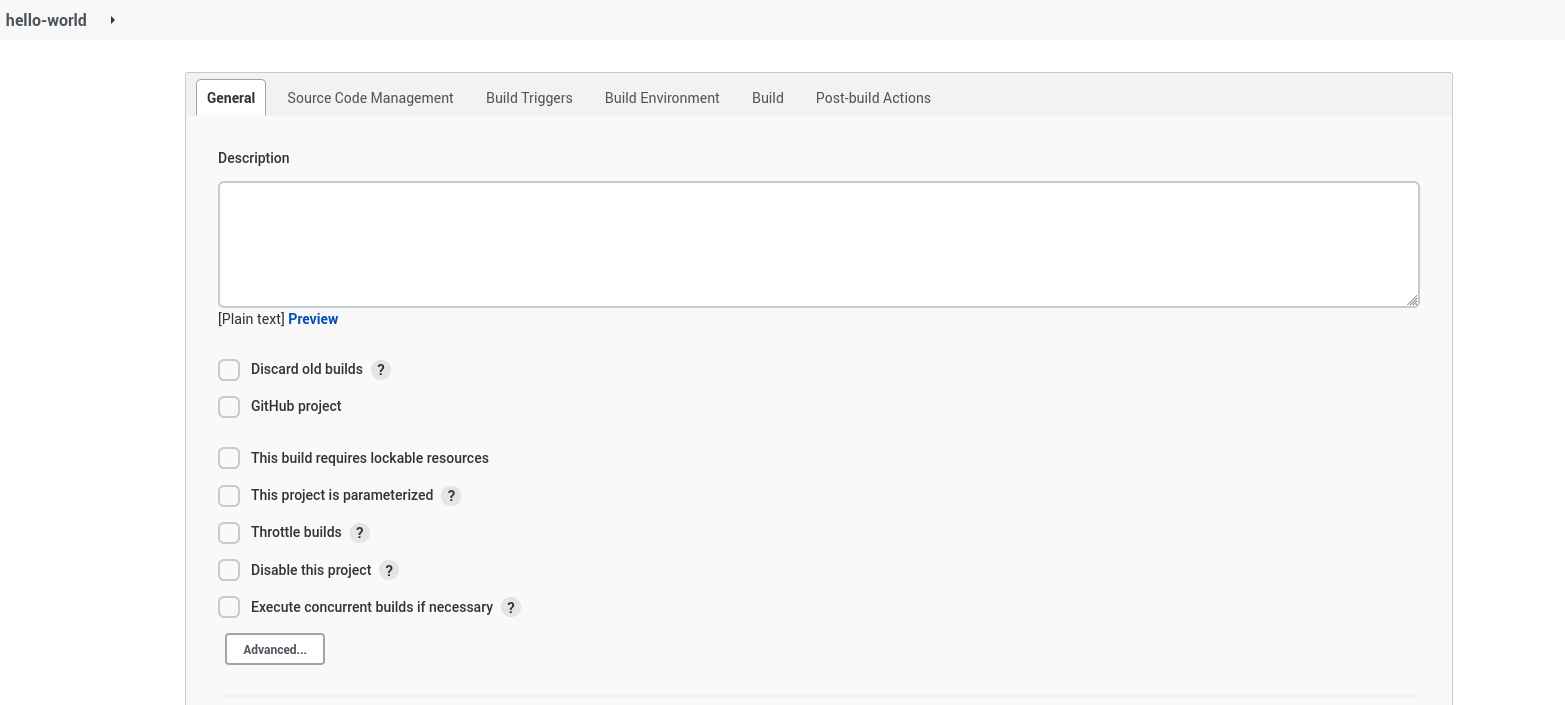 hello-world
General Source Code Management Build Triggers Build Environment Build Post-build Actions
Description
[Plain text] Preview
Discard old builds ?
GitHub project
This build requires lockable resources
This project is parameterized ?
Throttle builds ?
Disable this project ?
Execute concurrent builds if necessary ?
Advanced...